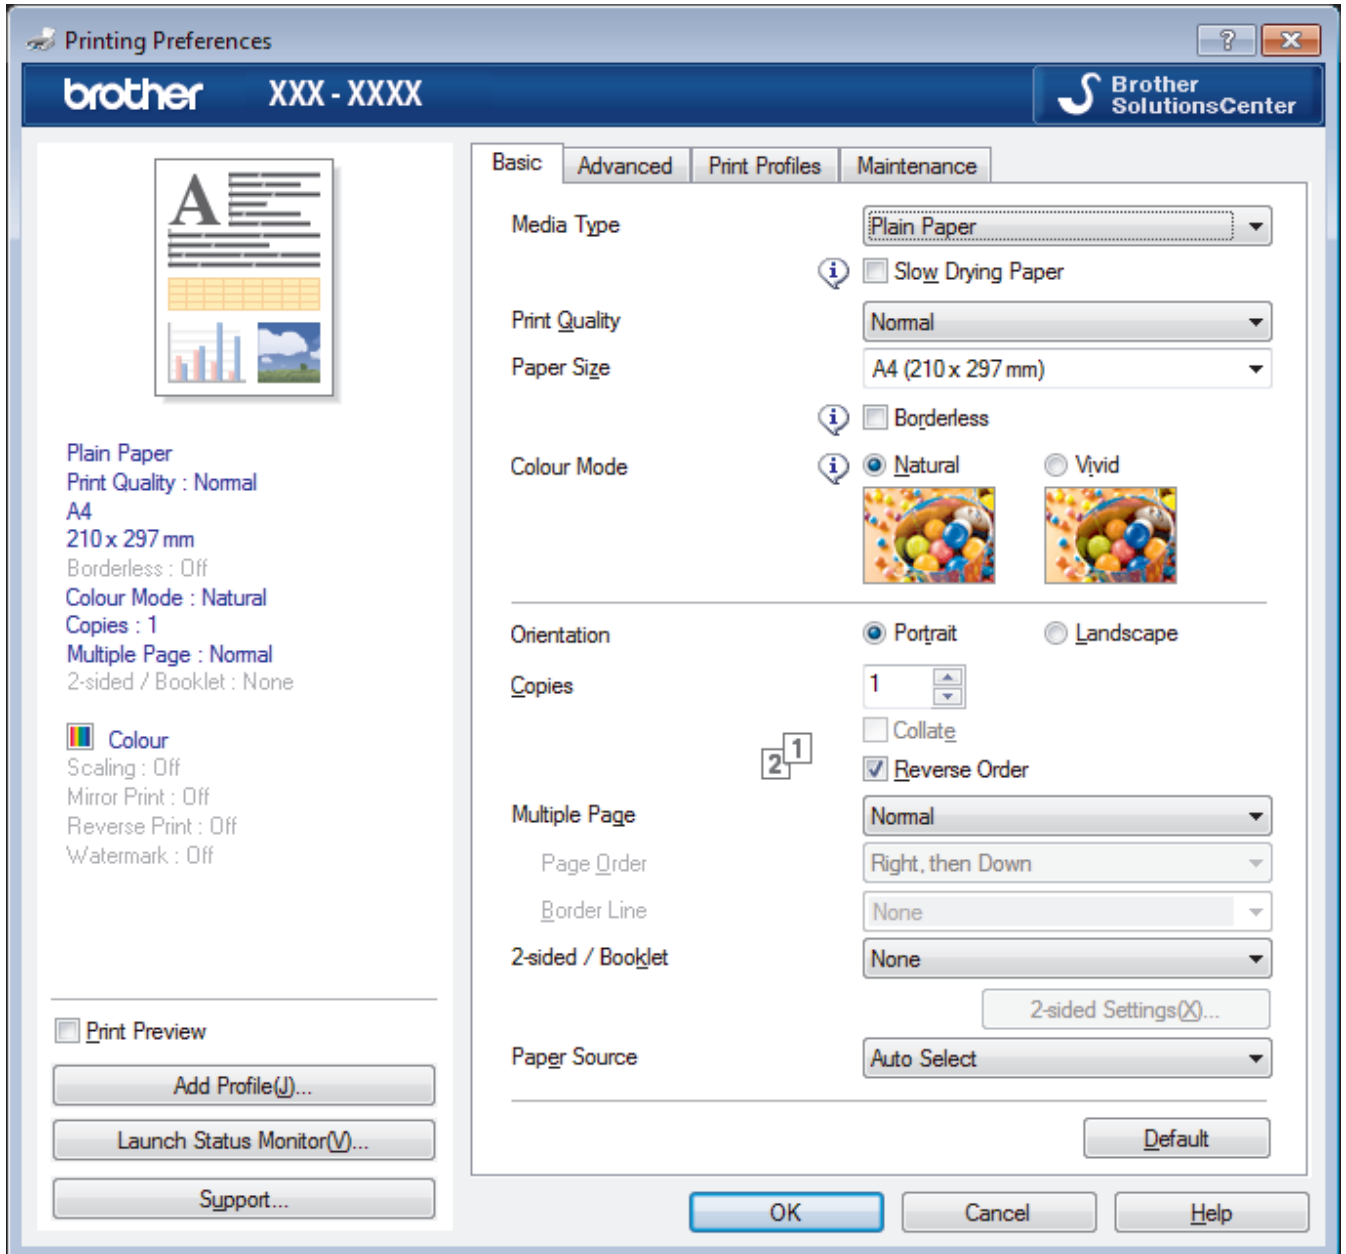 Printing Preferences
brother XXX - XXXX Brother SolutionsCenter
A
Plain Paper
Print Quality : Normal
A4
210 x 297 mm
Borderless : Off
Colour Mode : Natural
Copies : 1
Multiple Page : Normal
2-sided / Booklet : None
Colour
Scaling : Off
Mirror Print : Off
Reverse Print : Off
Watermark : Off
Print Preview
Add Profile(J)...
Launch Status Monitor(V)...
Support...
Basic Advanced Print Profiles Maintenance
Media Type Plain Paper
Slow Drying Paper
Print Quality Normal
Paper Size A4 (210 x 297 mm)
Borderless
Colour Mode Natural Vivid
Orientation Portrait Landscape
Copies 1
Collate
2 1
Reverse Order
Multiple Page Normal
Page Order Right, then Down
Border Line None
2-sided / Booklet None
2-sided Settings(X)...
Paper Source Auto Select
Default
OK Cancel Help